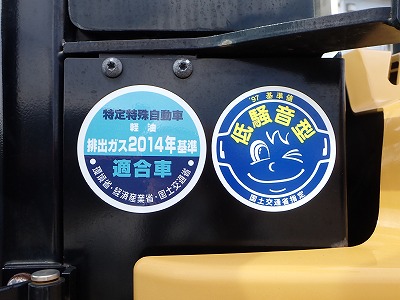 特定特殊自動車
軽油
排出ガス2014年基準
適合車
・環境省・経済産業省・国土交通省
'97 基準値
低騒音型
国土交通省指定